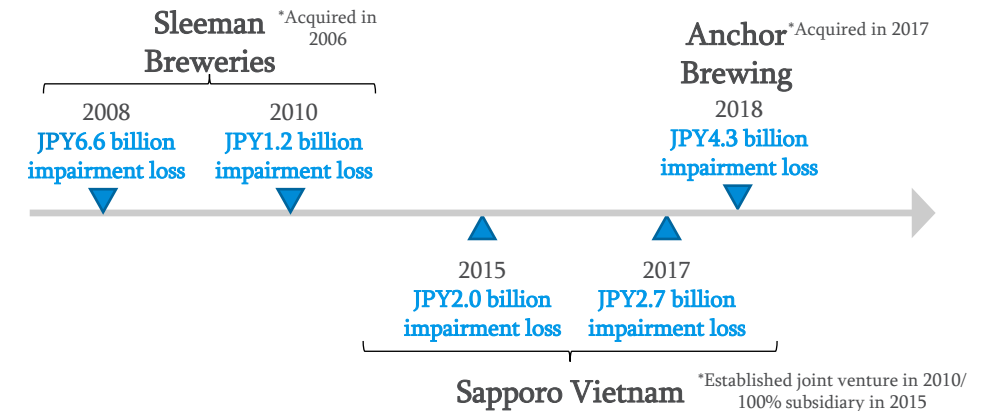 Sleeman
Breweries
*Acquired in
2006
2008
JPY6.6 billion
impairment loss
2010
JPY1.2 billion
impairment loss
Anchor
Brewing
*Acquired in 2017
2018
JPY4.3 billion
impairment loss
2015
JPY2.0 billion
impairment loss
2017
JPY2.7 billion
impairment loss
Sapporo Vietnam
*Established joint venture in 2010/
100% subsidiary in 2015